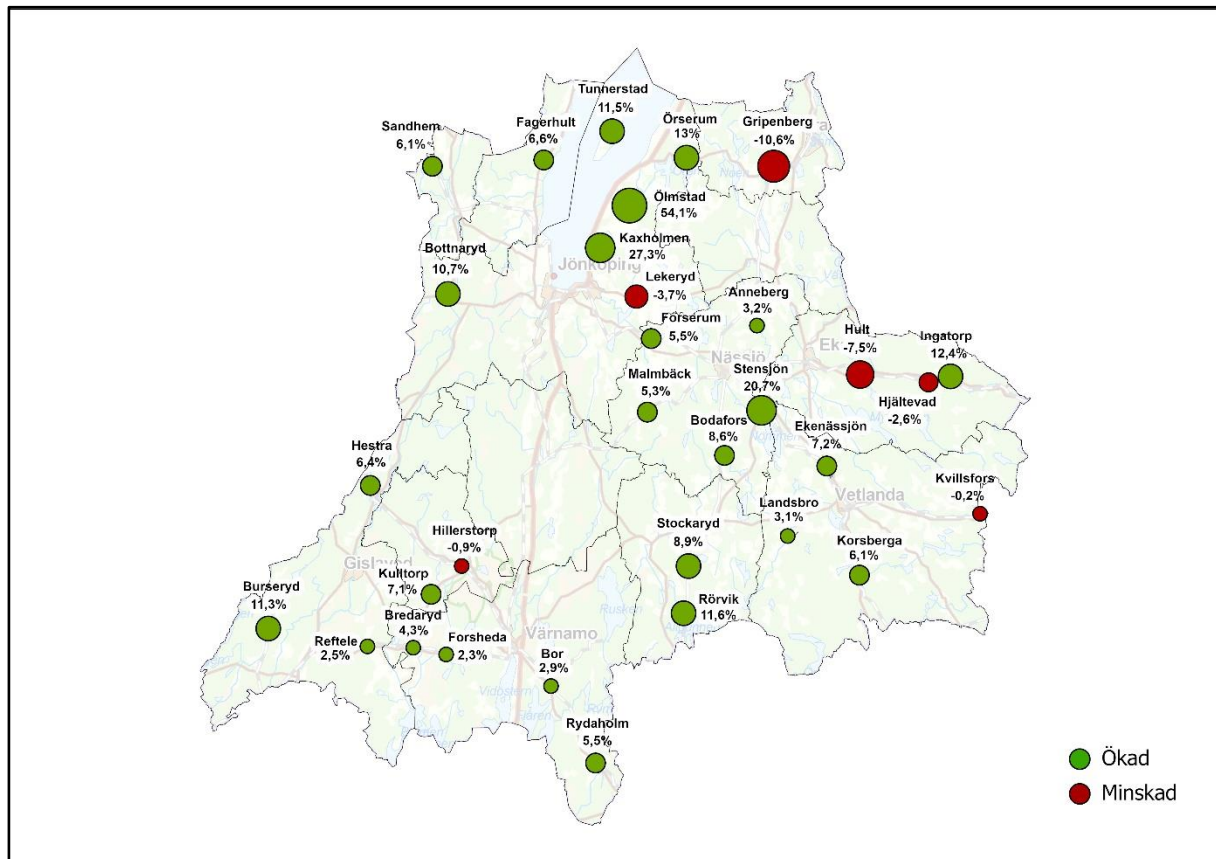 Tunnerstad
11,5%
Sandhem
6,1%
Fagerhult
6,6%
Örserum
13%
Gripenberg
-10,6%
Ölmstad
54,1%
Kaxholmen
27,3%
Bottnaryd
10,7%
Jönköping
Lekeryd
-3,7%
Anneberg
3,2%
Forserum
5,5%
Hult
-7,5%
Ingatorp
12,4%
Nässjö
Malmbäck
5,3%
Stensjön
20,7%
Hjältevad
-2,6%
Bodafors
8,6%
Ekenässjön
7,2%
Hestra
6,4%
Vetlanda
Kvillsfors
-0,2%
Landsbro
3,1%
Stockaryd
8,9%
Korsberga
6,1%
Hillerstorp
-0,9%
Gislaved
Kulltorp
7,1%
Burseryd
11,3%
Rörvik
11,6%
Rusken
Bredaryd
4,3%
Reftele
2,5%
Forsheda
2,3%
Värnamo
Bor
2,9%
Vidöstern
Rydaholm
5,5%
Ökad
Minskad